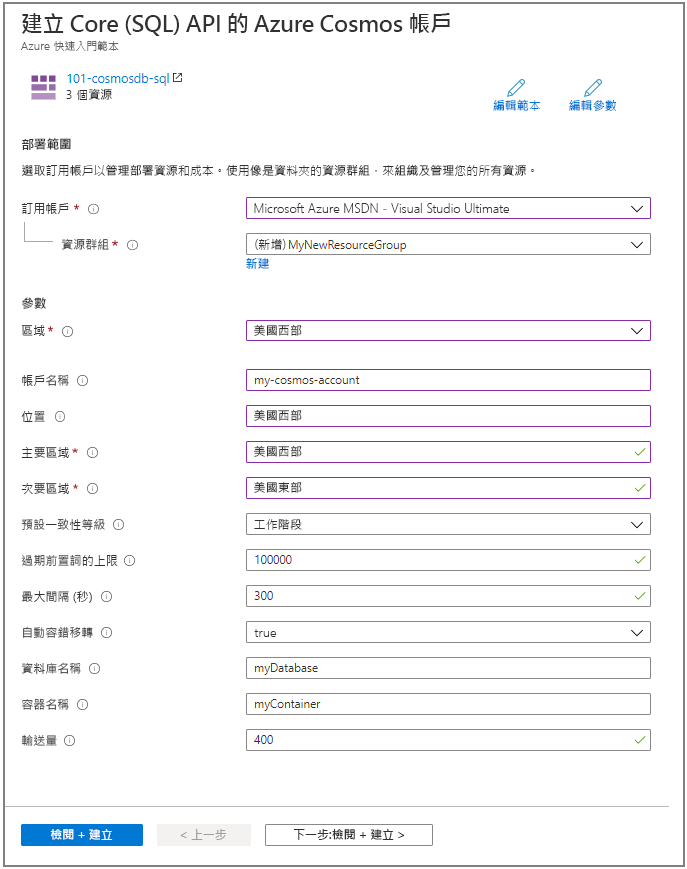 建立 Core (SQL) API 的 Azure Cosmos 帳戶
Azure 快速入門範本
101-cosmosdb-sql
3 個資源
編輯範本 編輯參數
部署範圍
選取訂用帳戶以管理部署資源和成本。使用像是資料夾的資源群組，來組織及管理您的所有資源。
訂用帳戶 * Microsoft Azure MSDN - Visual Studio Ultimate
資源群組 * (新增) MyNewResourceGroup
新建
參數
區域 * 美國西部
帳戶名稱 my-cosmos-account
位置 美國西部
主要區域 * 美國西部
次要區域 * 美國東部
預設一致性等級 工作階段
過期前置詞的上限 100000
最大間隔 (秒) 300
自動容錯移轉 true
資料庫名稱 myDatabase
容器名稱 myContainer
輸送量 400
檢閱 + 建立 < 上一步 下一步:檢閱 + 建立 >